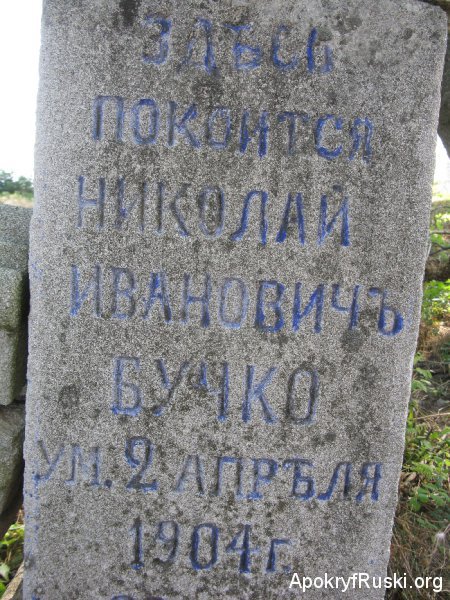 ЗДѢСЬ
ПОКОИТСЯ
НИКОЛАЙ
ИВАНОВИЧЪ
БУЧКО
УМ. 2 АПРѢЛЯ
1904 г.
ApokryfRuski.org